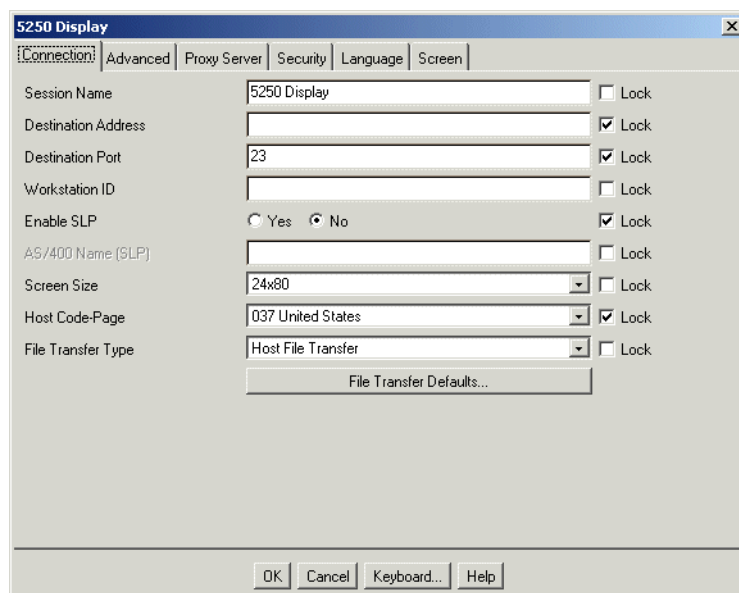 5250 Display
Connection Advanced Proxy Server Security Language Screen
Session Name 5250 Display Lock
Destination Address Lock
Destination Port 23 Lock
Workstation ID Lock
Enable SLP Yes No Lock
AS/400 Name (SLP) Lock
Screen Size 24x80 Lock
Host Code-Page 037 United States Lock
File Transfer Type Host File Transfer Lock
File Transfer Defaults...
OK Cancel Keyboard... Help